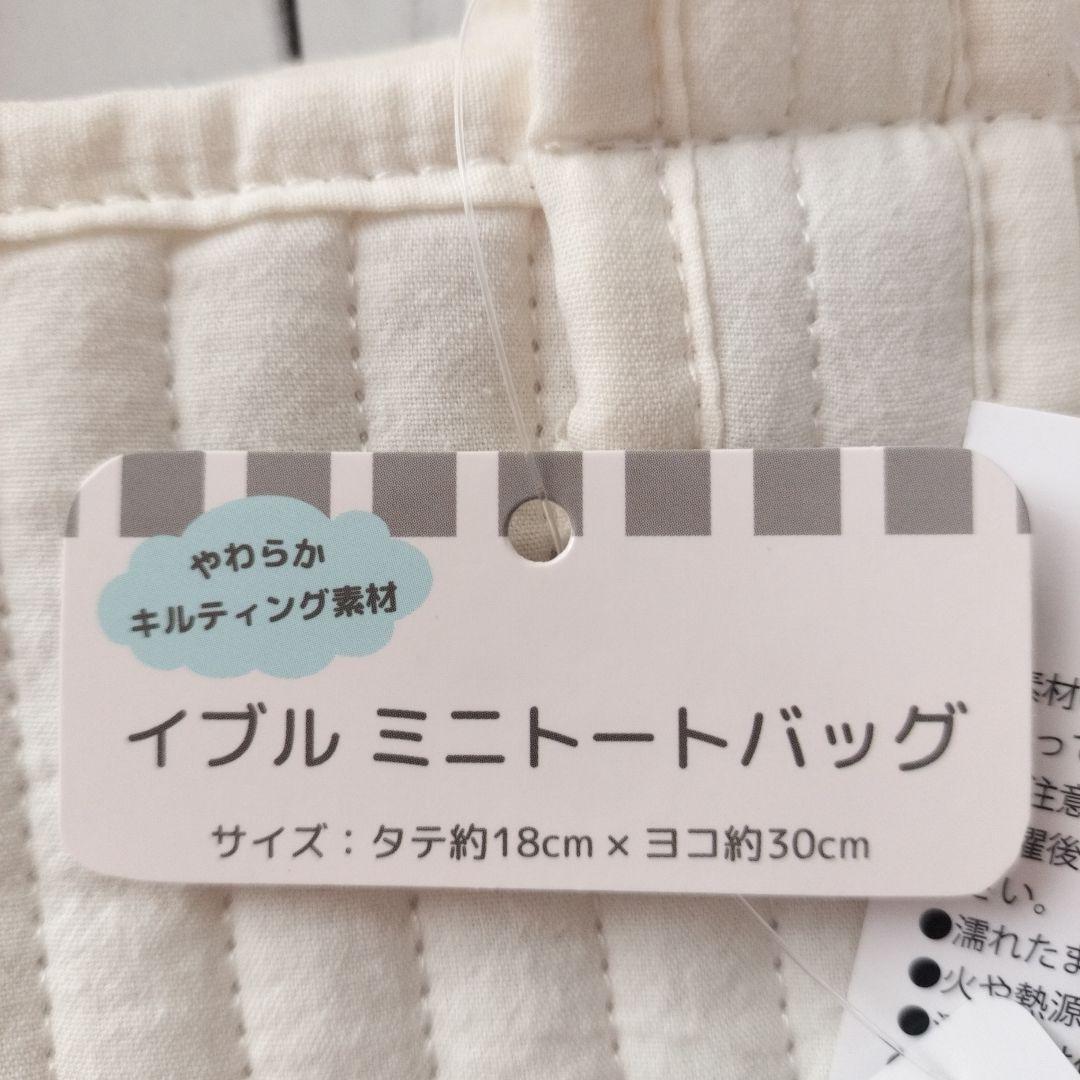 やわらか
キルティング素材
イブル ミニトートバッグ
サイズ：タテ約18cm × ヨコ約30cm
素材
って
注意
濯後
さい。
●濡れたま
●火や熱源
●